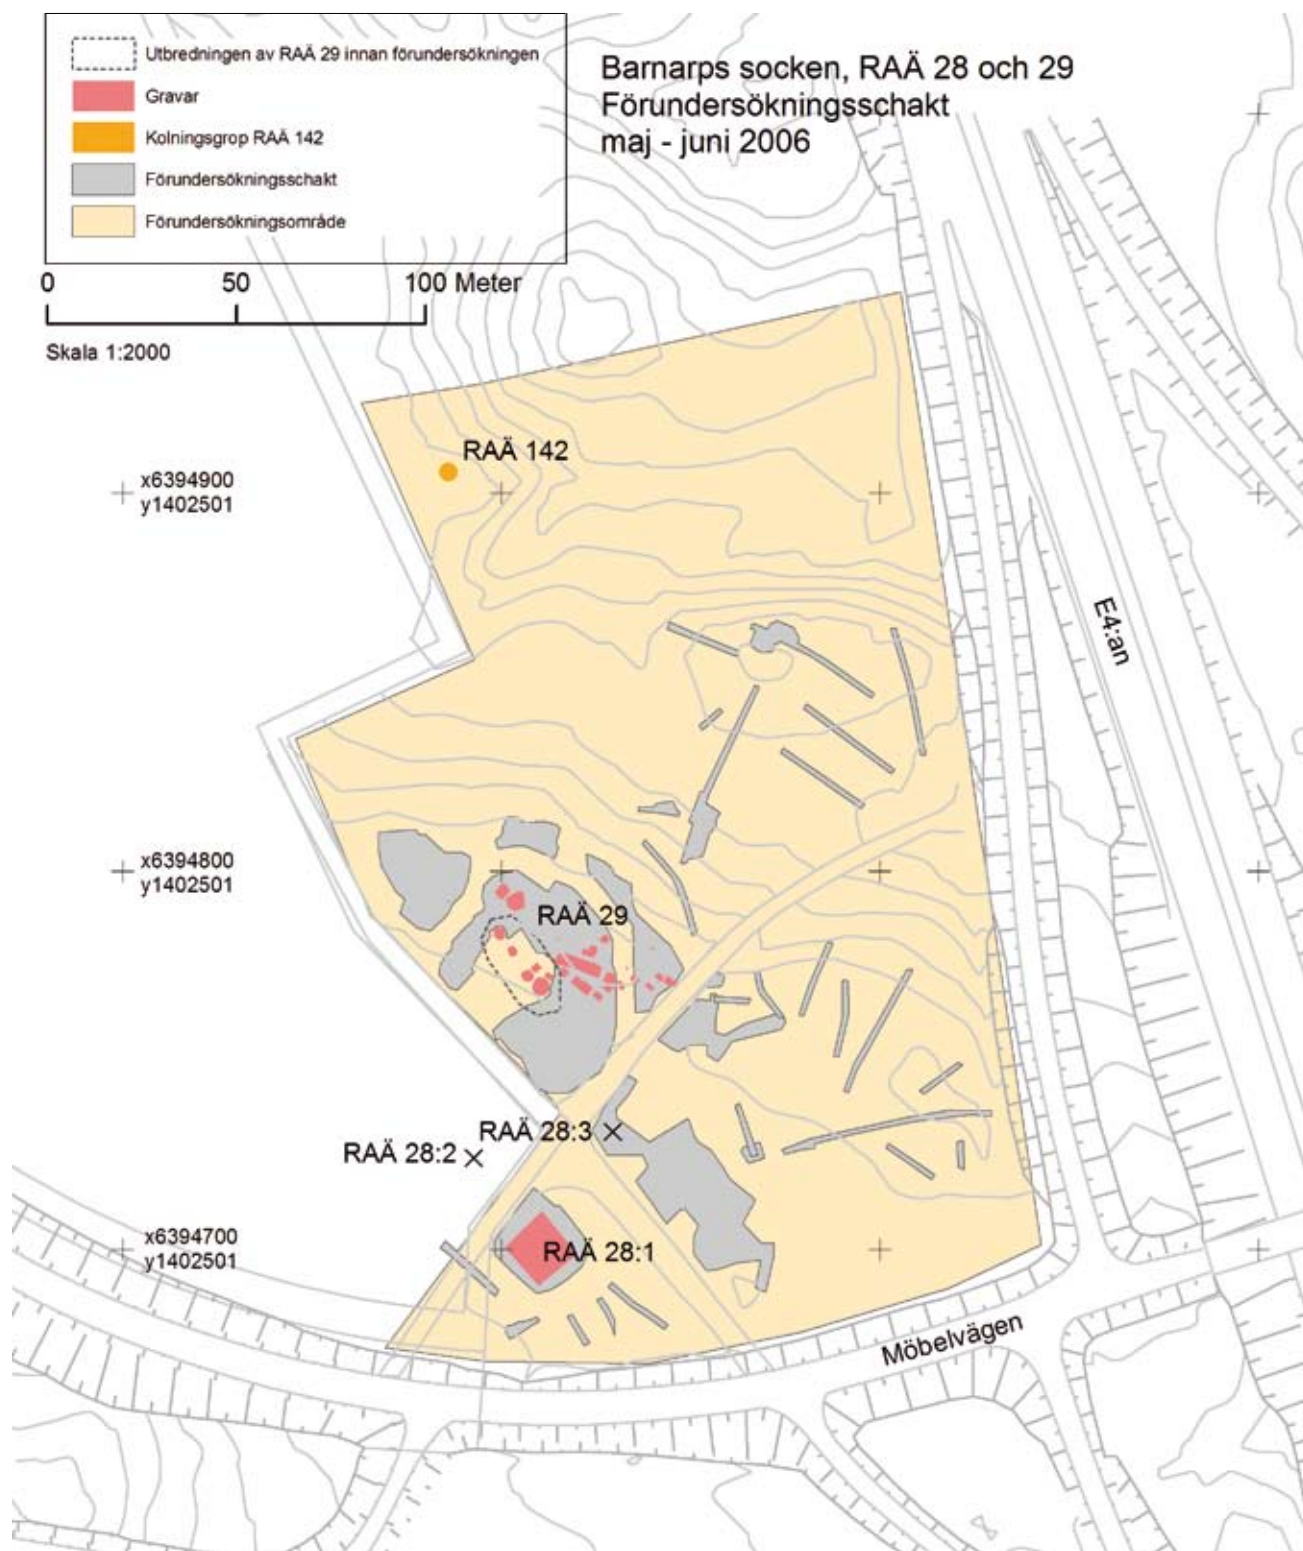 Utbredningen av RAÄ 29 innan förundersökningen
Gravar
Kolningsgrop RAÄ 142
Förundersökningsschakt
Förundersökningsområde
Barnarps socken, RAÄ 28 och 29
Förundersökningsschakt
maj - juni 2006
0 50 100 Meter
Skala 1:2000
RAÄ 142
x6394900
y1402501
E4:an
x6394800
y1402501
RAÄ 29
RAÄ 28:3
RAÄ 28:2
x6394700
y1402501
RAÄ 28:1
Möbelvägen